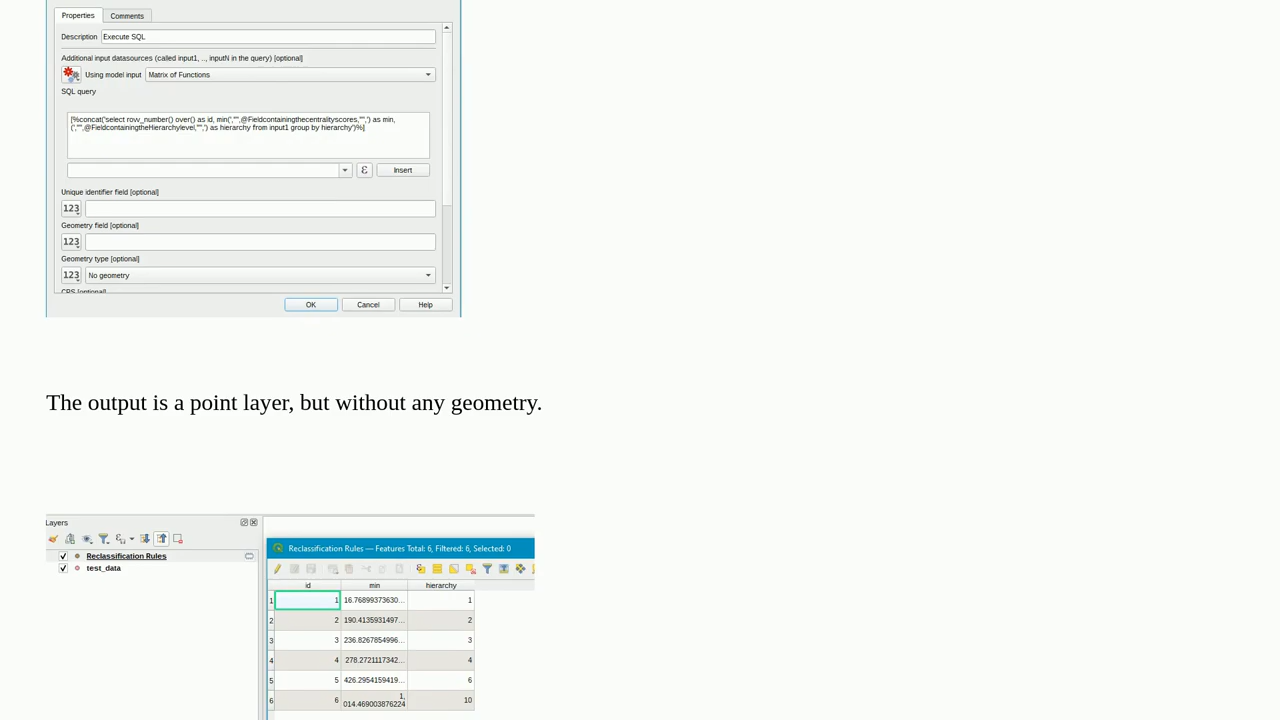 Properties
Comments
Description
Execute SQL
Additional input datasources (called input1, .., inputN in the query) [optional]
Using model input
Matrix of Functions
SQL query
[%concat('select row_number() over() as id, min(','"',@Fieldcontainingthecentralityscores,'"',') as min,
(','"',@FieldcontainingtheHierarchylevel,'"',') as hierarchy from input1 group by hierarchy')%]
ε
Insert
Unique identifier field [optional]
123
Geometry field [optional]
123
Geometry type [optional]
123
No geometry
CRS [optional]
OK
Cancel
Help
The output is a point layer, but without any geometry.
Layers
Reclassification Rules
test_data
Reclassification Rules — Features Total: 6, Filtered: 6, Selected: 0
id min hierarchy
1 1 16.76899373630... 1
2 2 190.4135931497... 2
3 3 236.8267854996... 3
4 4 278.2721117342... 4
5 5 426.2954159419... 6
6 6 1, 10
014.469003876224